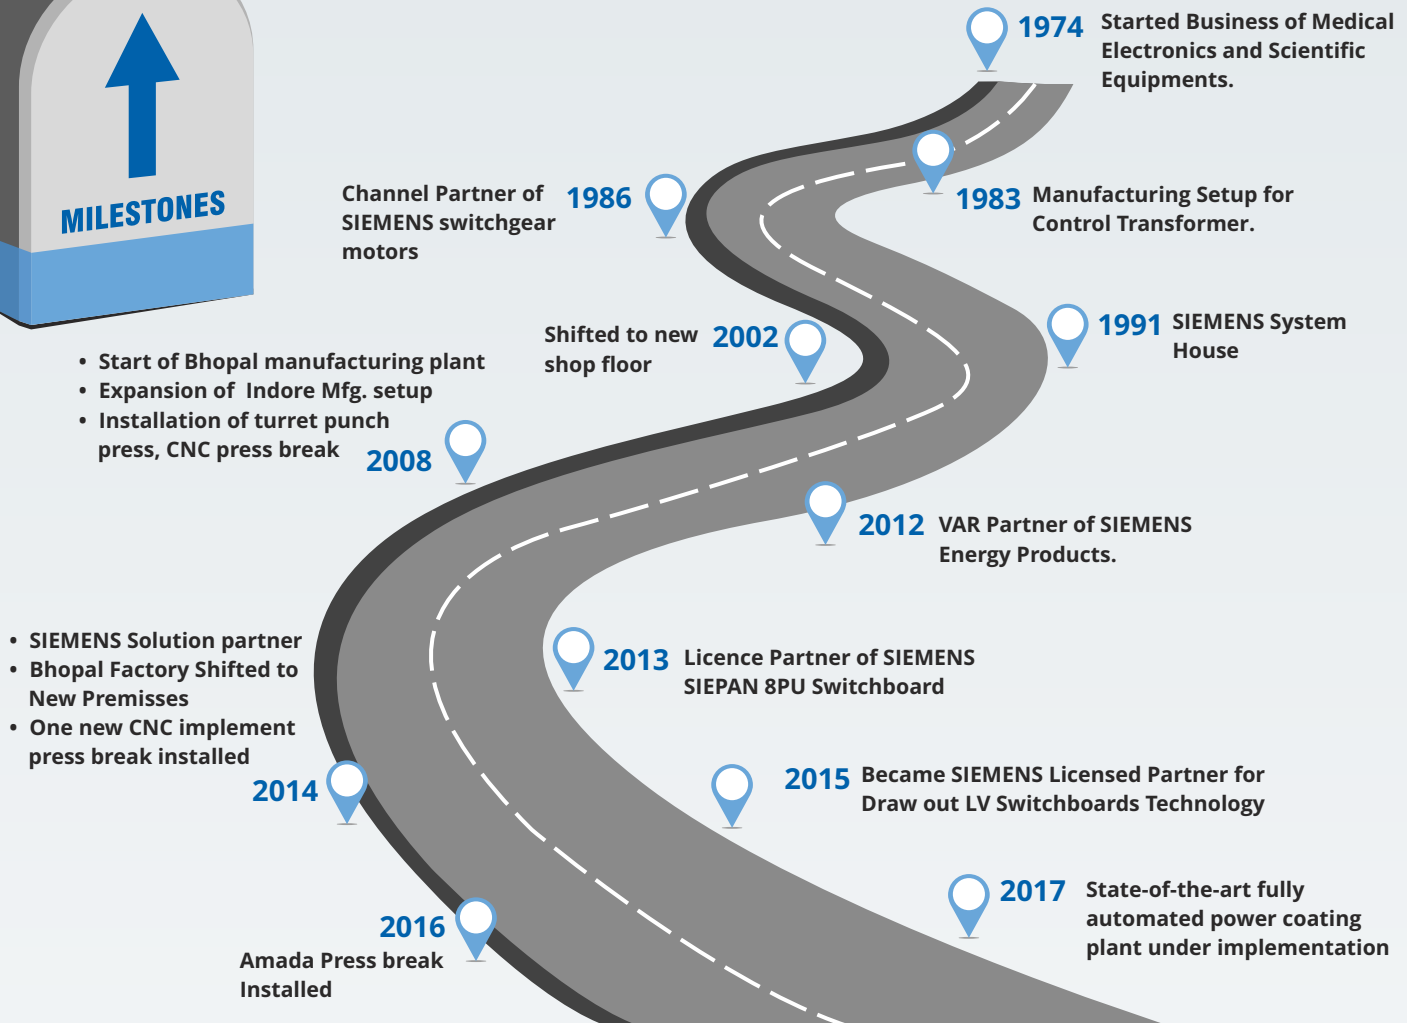 MILESTONES
1974
Started Business of Medical
Electronics and Scientific
Equipments.
1983
Manufacturing Setup for
Control Transformer.
Channel Partner of
SIEMENS switchgear
motors
1986
1991
SIEMENS System
House
Shifted to new
shop floor
2002
• Start of Bhopal manufacturing plant
• Expansion of  Indore Mfg. setup
• Installation of turret punch
press, CNC press break
2008
2012
VAR Partner of SIEMENS
Energy Products.
2013
Licence Partner of SIEMENS
SIEPAN 8PU Switchboard
• SIEMENS Solution partner
• Bhopal Factory Shifted to
New Premisses
• One new CNC implement
press break installed
2014
2015
Became SIEMENS Licensed Partner for
Draw out LV Switchboards Technology
2016
Amada Press break
Installed
2017
State-of-the-art fully
automated power coating
plant under implementation